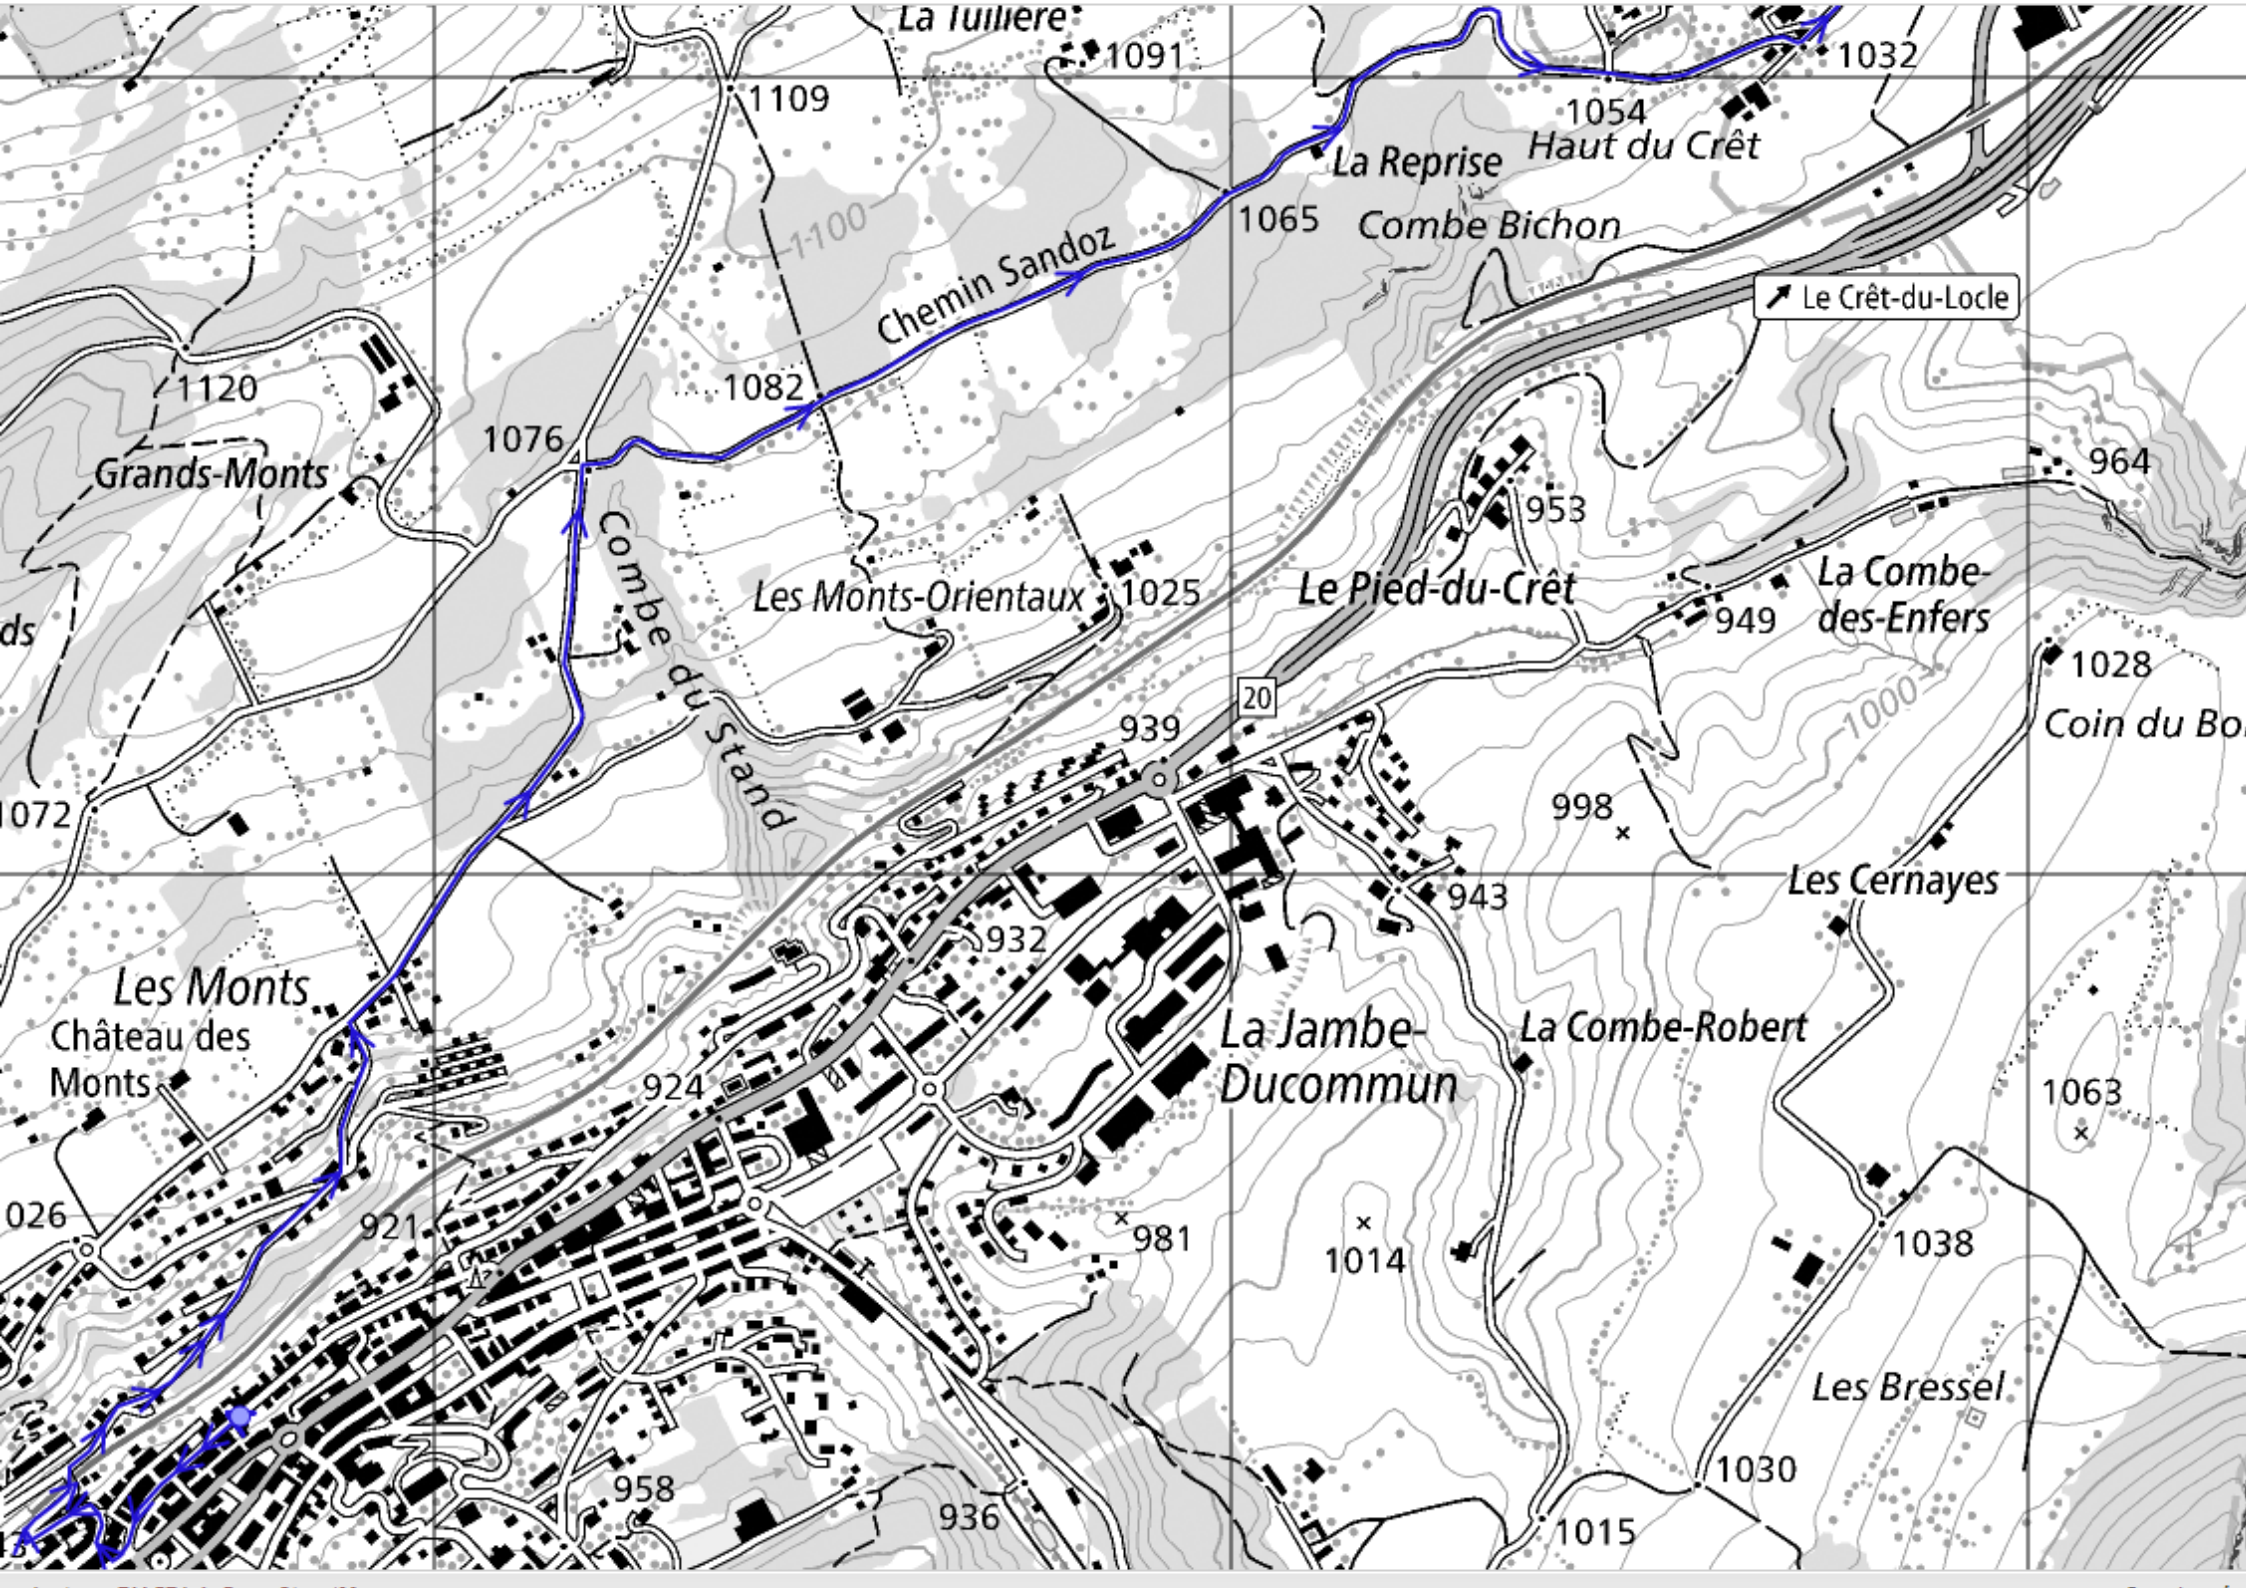 La Tuilière
1091
1032
1109
1054
Haut du Crêt
La Reprise
1065
Combe Bichon
1100
Chemin Sandoz
Le Crêt-du-Locle
1120
1082
1076
Grands-Monts
964
953
Combe du Stand
Les Monts-Orientaux
1025
Le Pied-du-Crêt
La Combe-
des-Enfers
949
ds
1028
20
1000
Coin du Bo
939
1072
998
Les Cernayes
943
932
Les Monts
Château des
Monts
La Jambe-
Ducommun
La Combe-Robert
924
1063
026
921
981
1014
1038
Les Bressel
958
1030
936
1015